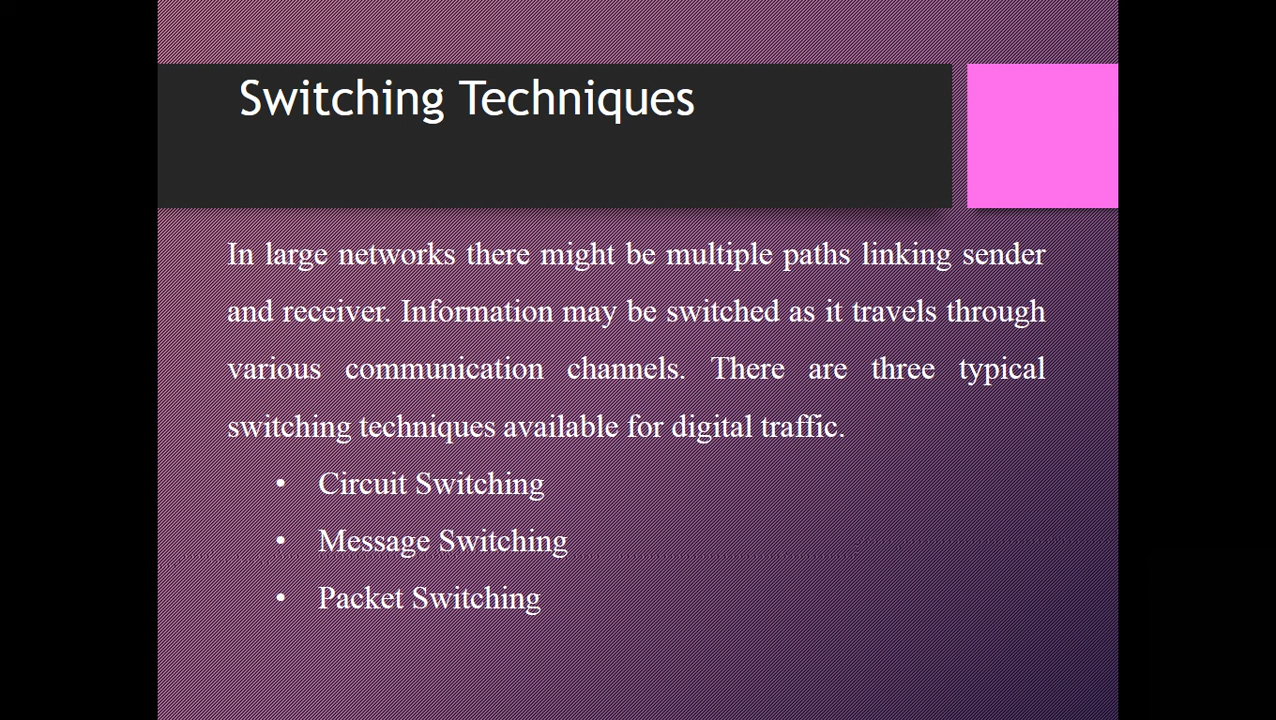 Switching Techniques
In large networks there might be multiple paths linking sender
and receiver. Information may be switched as it travels through
various communication channels. There are three typical
switching techniques available for digital traffic.
• Circuit Switching
• Message Switching
• Packet Switching